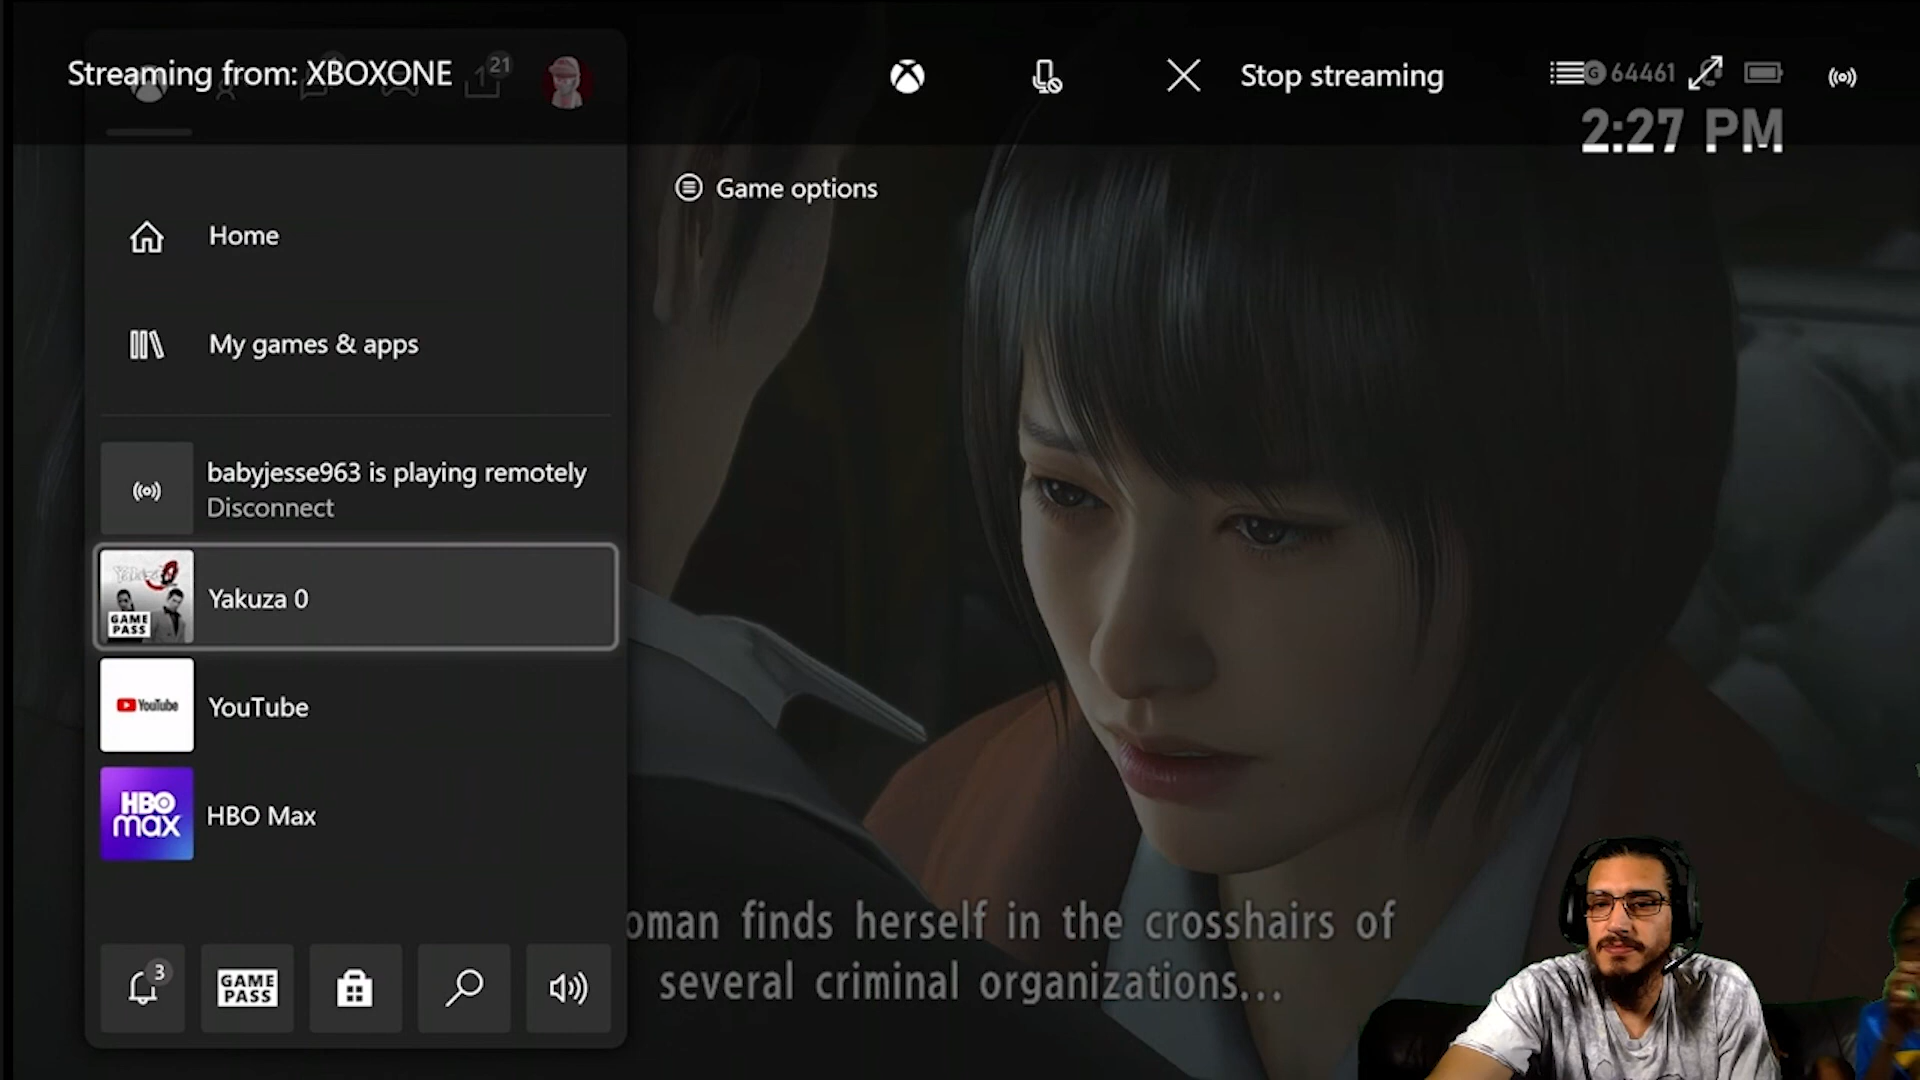 Streaming from: XBOXONE
21
Stop streaming
G 64461
2:27 PM
Game options
Home
My games & apps
babyjesse963 is playing remotely
Disconnect
GAME
PASS
Yakuza 0
YouTube
YouTube
HBO
max
HBO Max
oman finds herself in the crosshairs of
several criminal organizations...
3
GAME
PASS